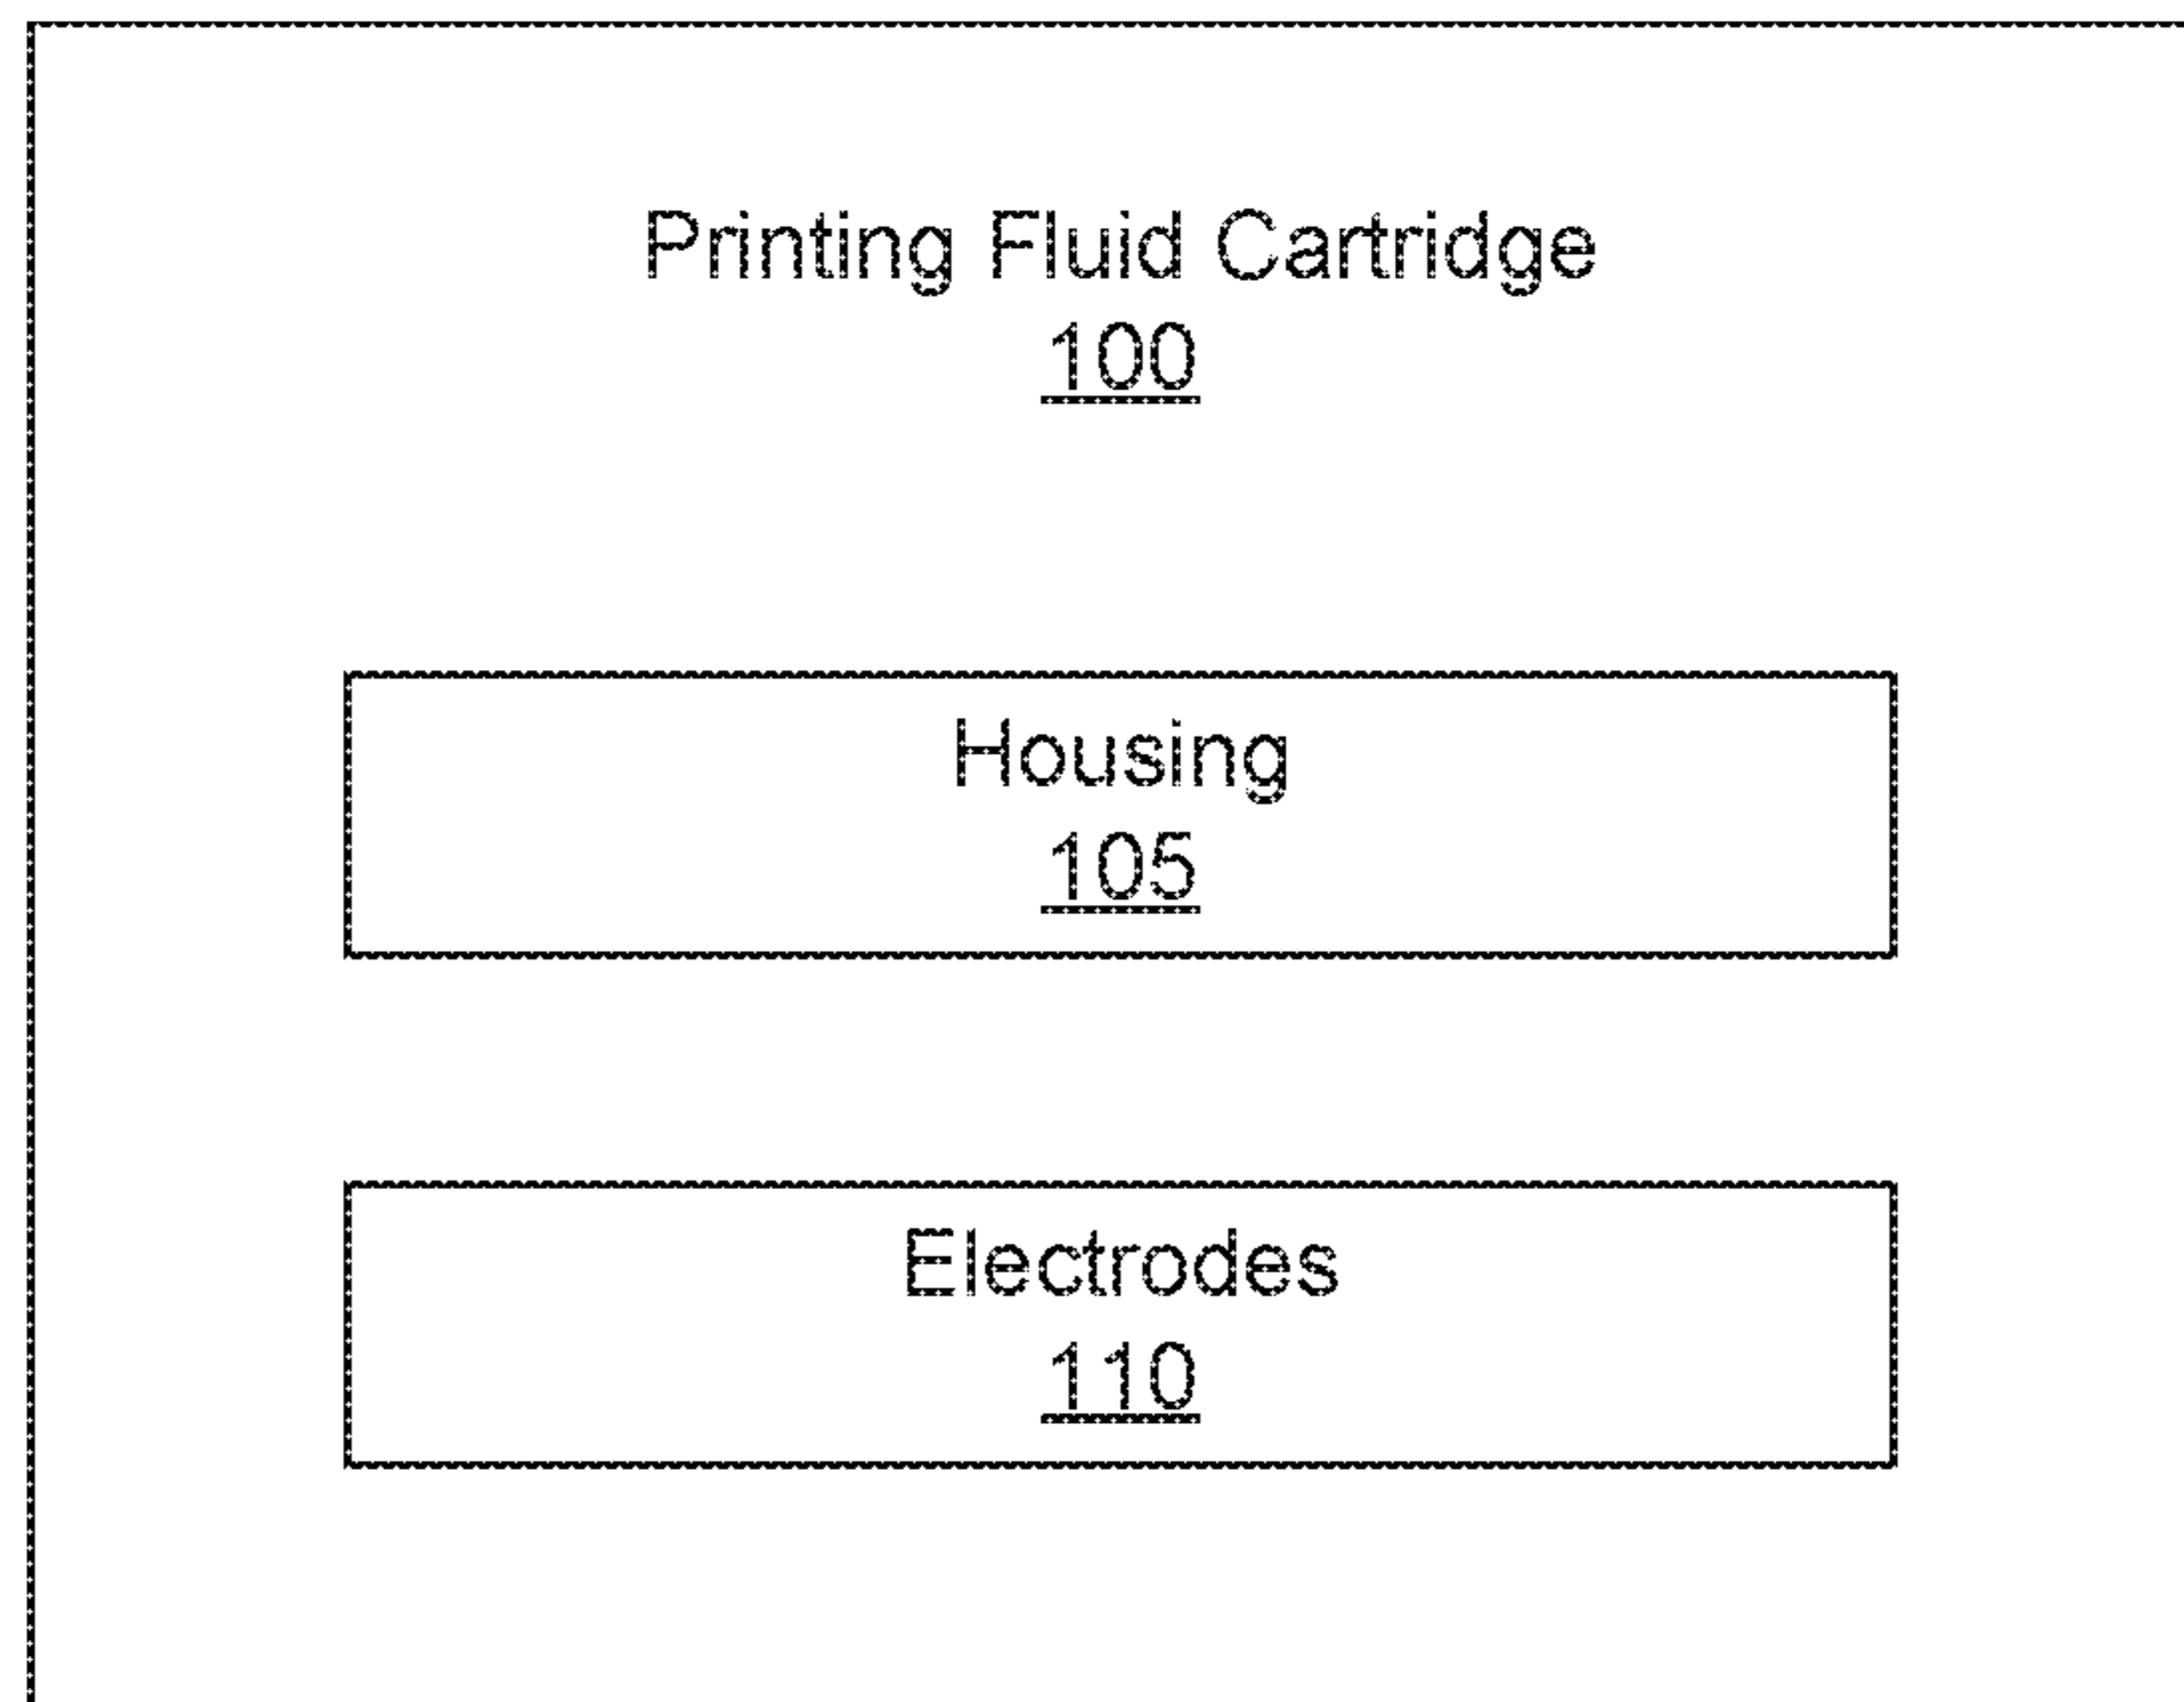 Printing Fluid Cartridge
100
Housing
105
Electrodes
110